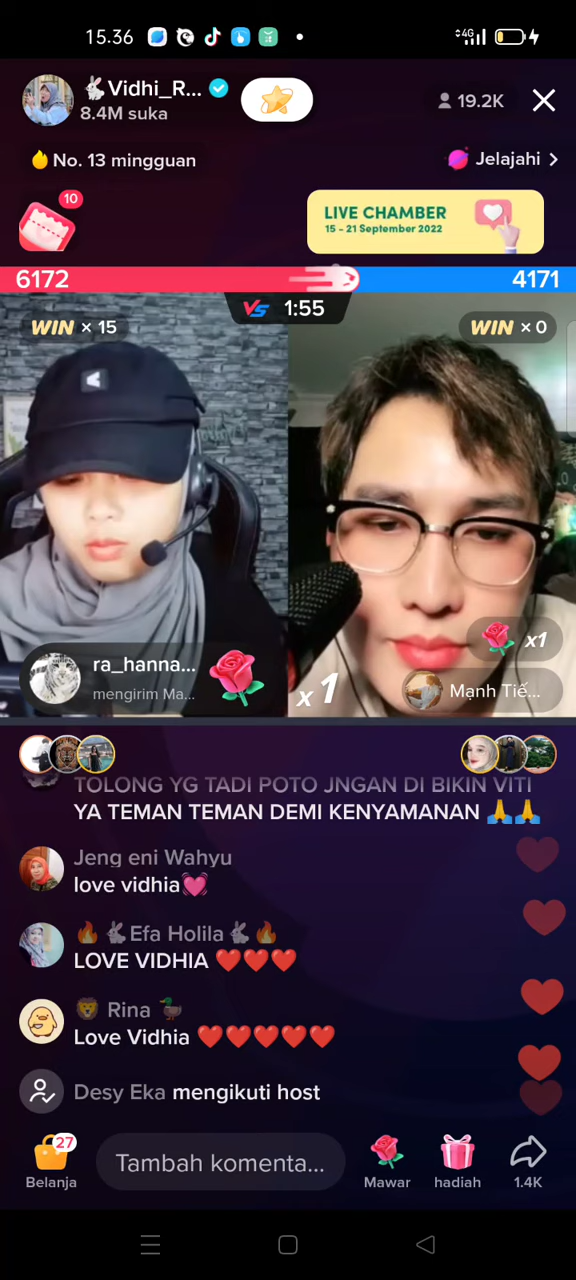 15.36
4G
Vidhi_R...
8.4M suka
19.2K
No. 13 mingguan
Jelajahi
10
LIVE CHAMBER
15 - 21 September 2022
6172
4171
VS 1:55
WIN × 15
WIN × 0
x1
ra_hanna...
mengirim Ma...
x 1
Mạnh Tiế...
TOLONG YG TADI POTO JNGAN DI BIKIN VITI
YA TEMAN TEMAN DEMI KENYAMANAN 🙏🙏
Jeng eni Wahyu
love vidhia💓
🔥🐇Efa Holila🐇🔥
LOVE VIDHIA ❤️❤️❤️
🦁 Rina 🦆
Love Vidhia ❤️❤️❤️❤️❤️
Desy Eka mengikuti host
27
Belanja
Tambah komenta...
Mawar
hadiah
1.4K